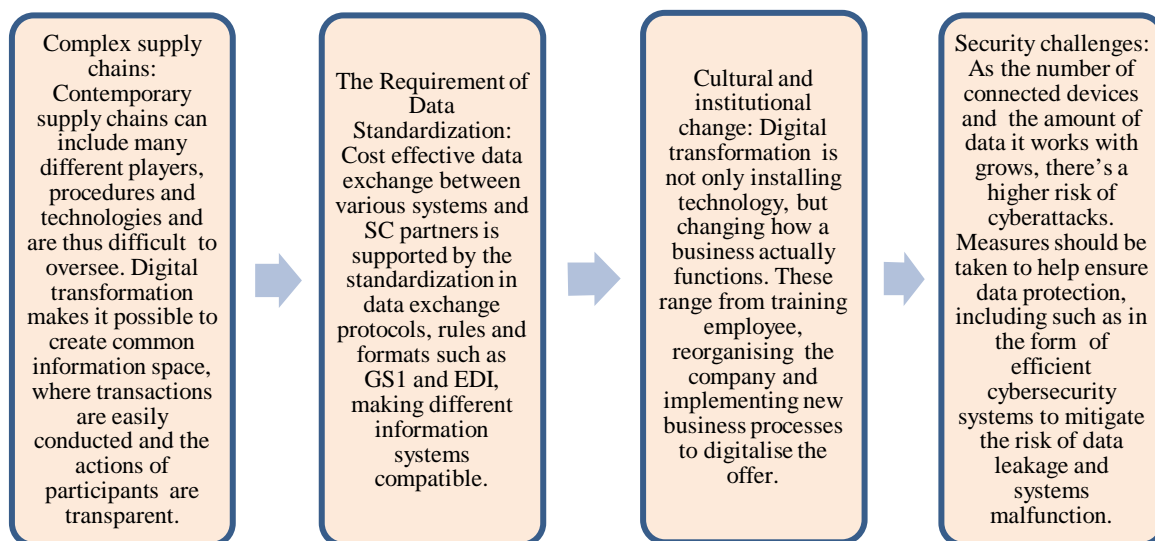 Complex supply
chains:
Contemporary
supply chains can
include many
different players,
procedures and
technologies and
are thus difficult to
oversee. Digital
transformation
makes it possible to
create common
information space,
where transactions
are easily
conducted and the
actions of
participants are
transparent.
The Requirement of
Data
Standardization:
Cost effective data
exchange between
various systems and
SC partners is
supported by the
standardization in
data exchange
protocols, rules and
formats such as
GS1 and EDI,
making different
information
systems
compatible.
Cultural and
institutional
change: Digital
transformation is
not only installing
technology, but
changing how a
business actually
functions. These
range from training
employee,
reorganising the
company and
implementing new
business processes
to digitalise the
offer.
Security challenges:
As the number of
connected devices
and the amount of
data it works with
grows, there’s a
higher risk of
cyberattacks.
Measures should be
taken to help ensure
data protection,
including such as in
the form of
efficient
cybersecurity
systems to mitigate
the risk of data
leakage and
systems
malfunction.